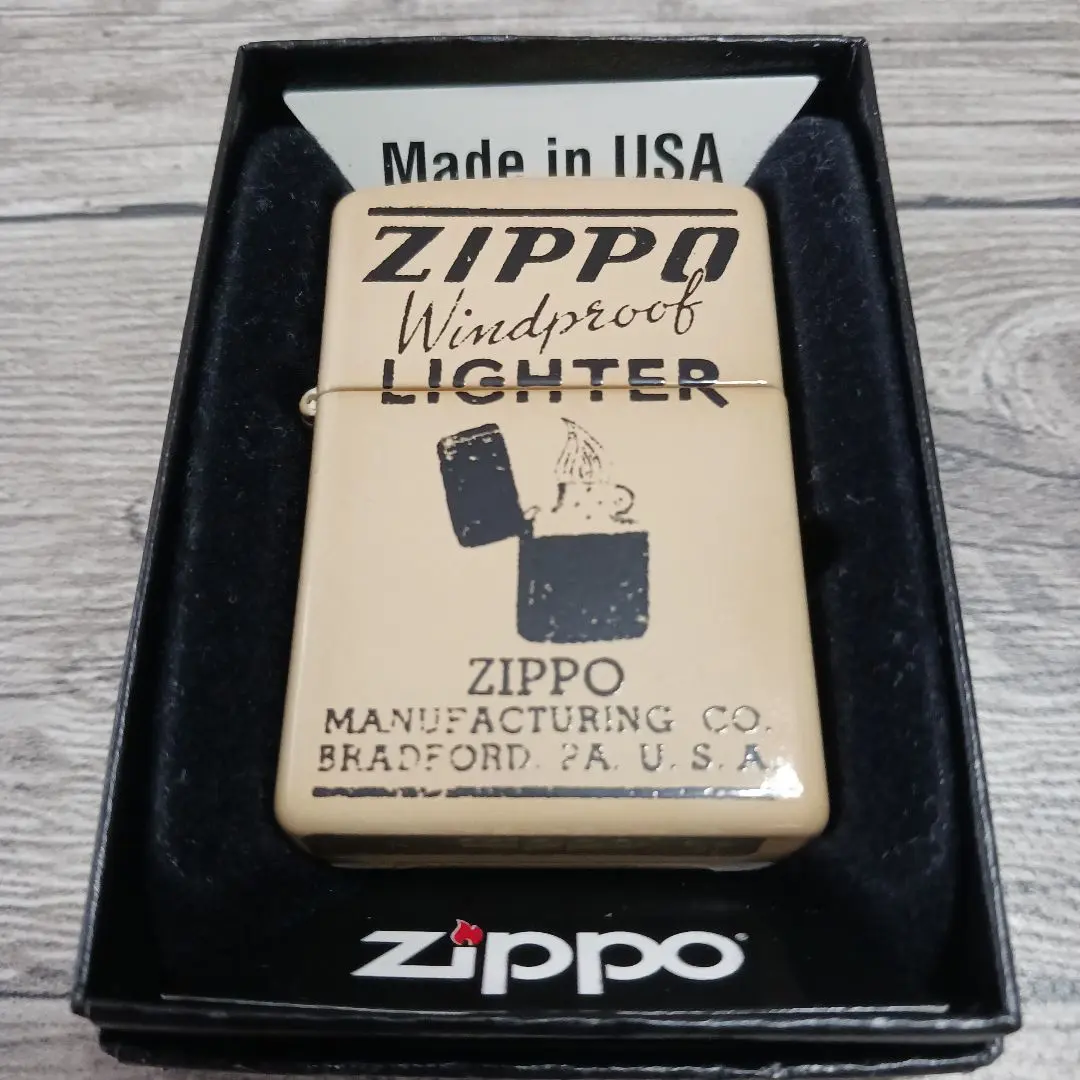 Made in USA
ZIPPO
Windproof
LIGHTER
ZIPPO
MANUFACTURING CO.
BRADFORD. PA. U. S. A.
zippo